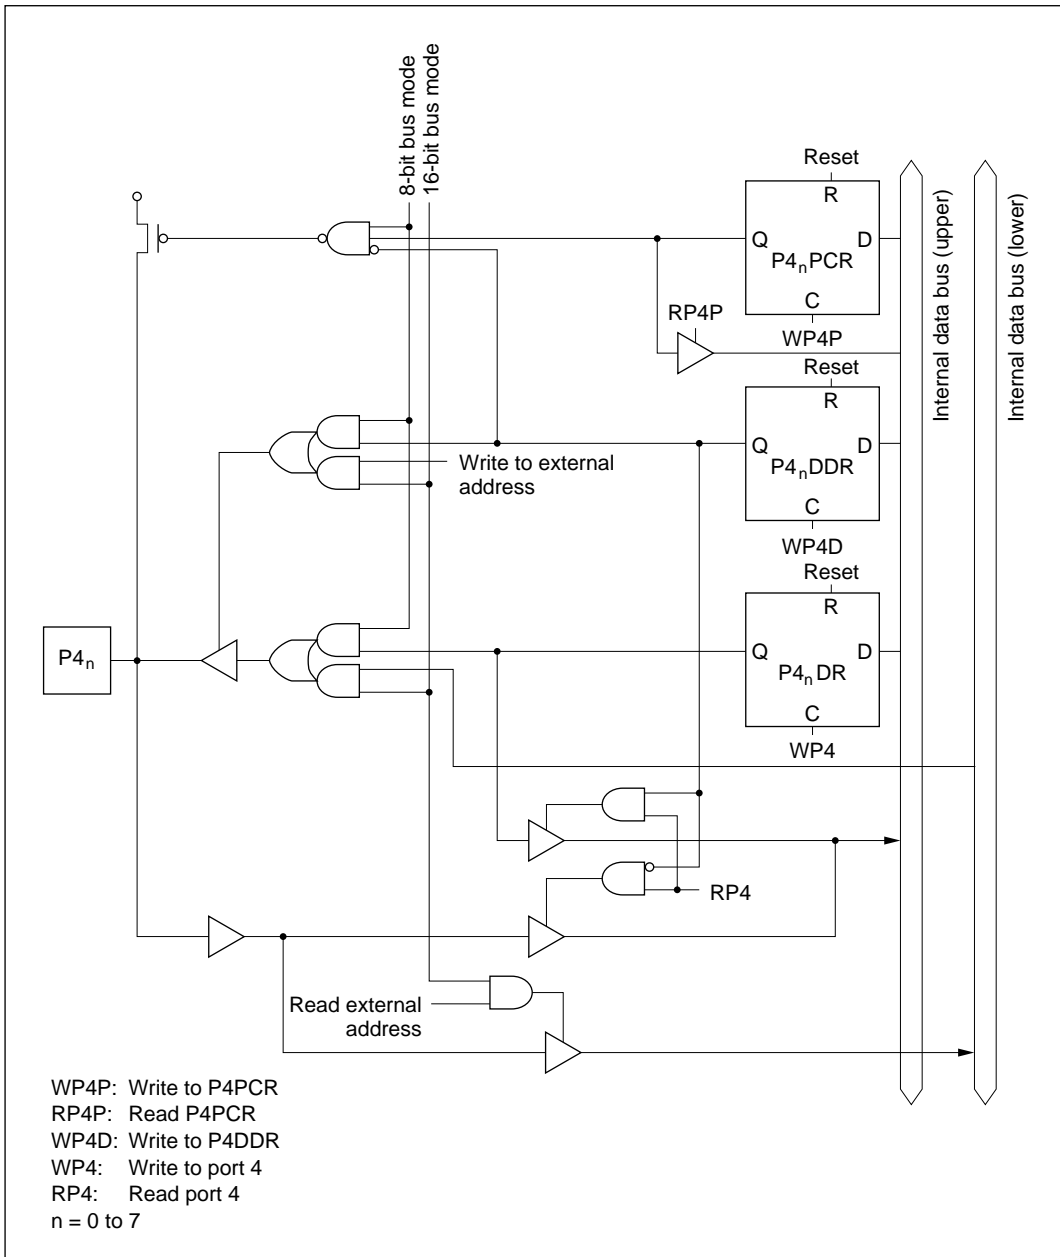 8-bit bus mode
16-bit bus mode
Reset
R
Q
D
P4nPCR
C
WP4P
RP4P
Reset
R
Q
D
P4nDDR
C
WP4D
Write to external
address
Reset
R
Q
D
P4nDR
C
WP4
P4n
RP4
Read external
address
Internal data bus (upper)
Internal data bus (lower)
WP4P: Write to P4PCR
RP4P: Read P4PCR
WP4D: Write to P4DDR
WP4: Write to port 4
RP4: Read port 4
n = 0 to 7